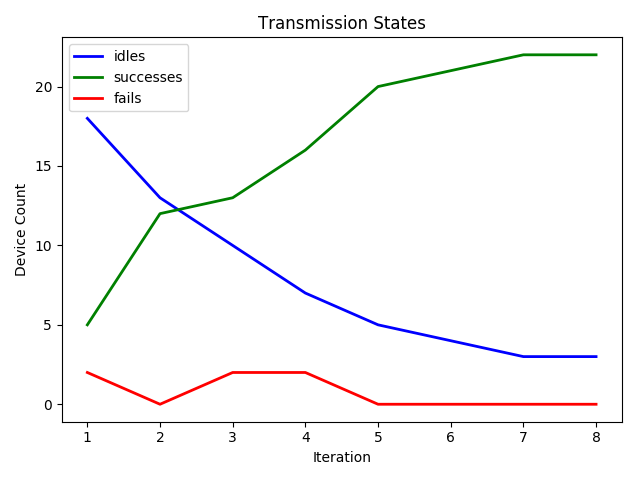 Transmission States
idles
successes
fails
Device Count
20
15
10
5
0
1 2 3 4 5 6 7 8
Iteration